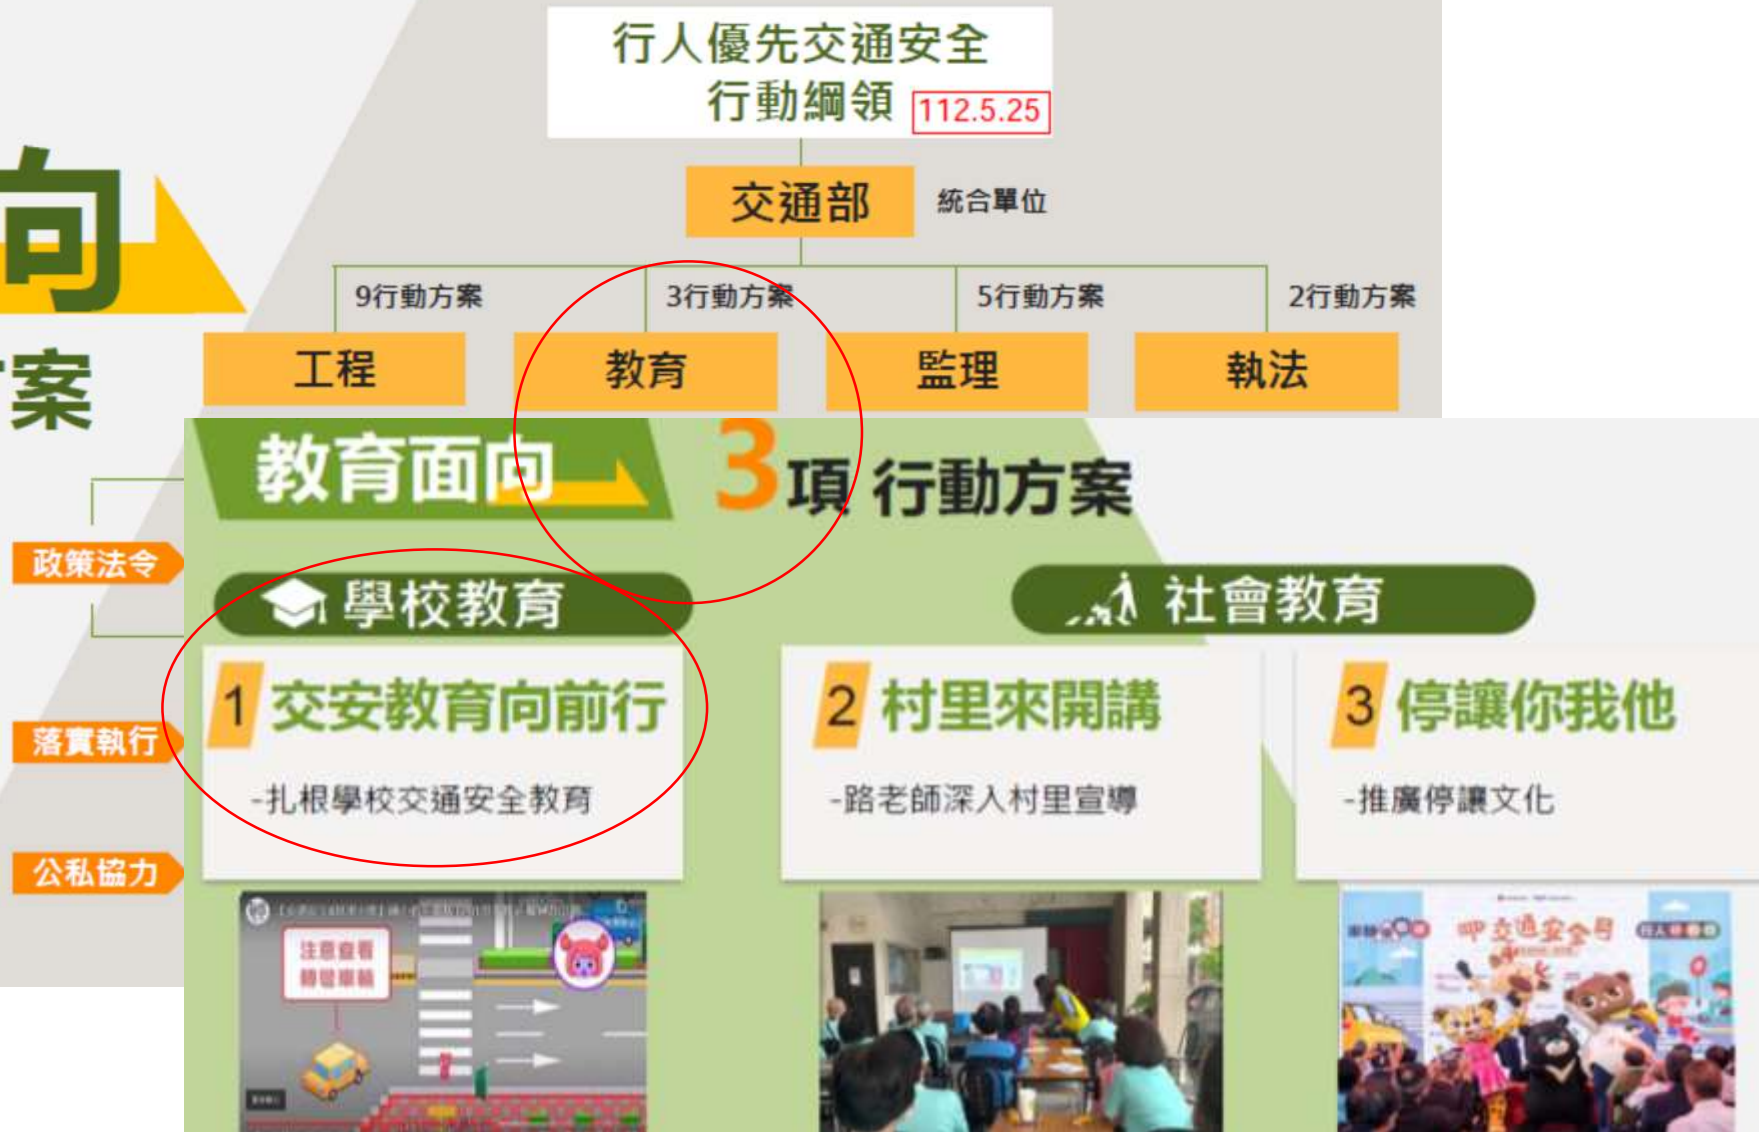 行人優先交通安全
行動綱領 112.5.25
交通部 統合單位
9行動方案 3行動方案 5行動方案 2行動方案
工程 教育 監理 執法
向
案
政策法令
落實執行
公私協力
教育面向 3項 行動方案
學校教育 社會教育
1 交安教育向前行
-扎根學校交通安全教育
2 村里來開講
-路老師深入村里宣導
3 停讓你我他
-推廣停讓文化
注意查看
轉彎車輛
交通安全月